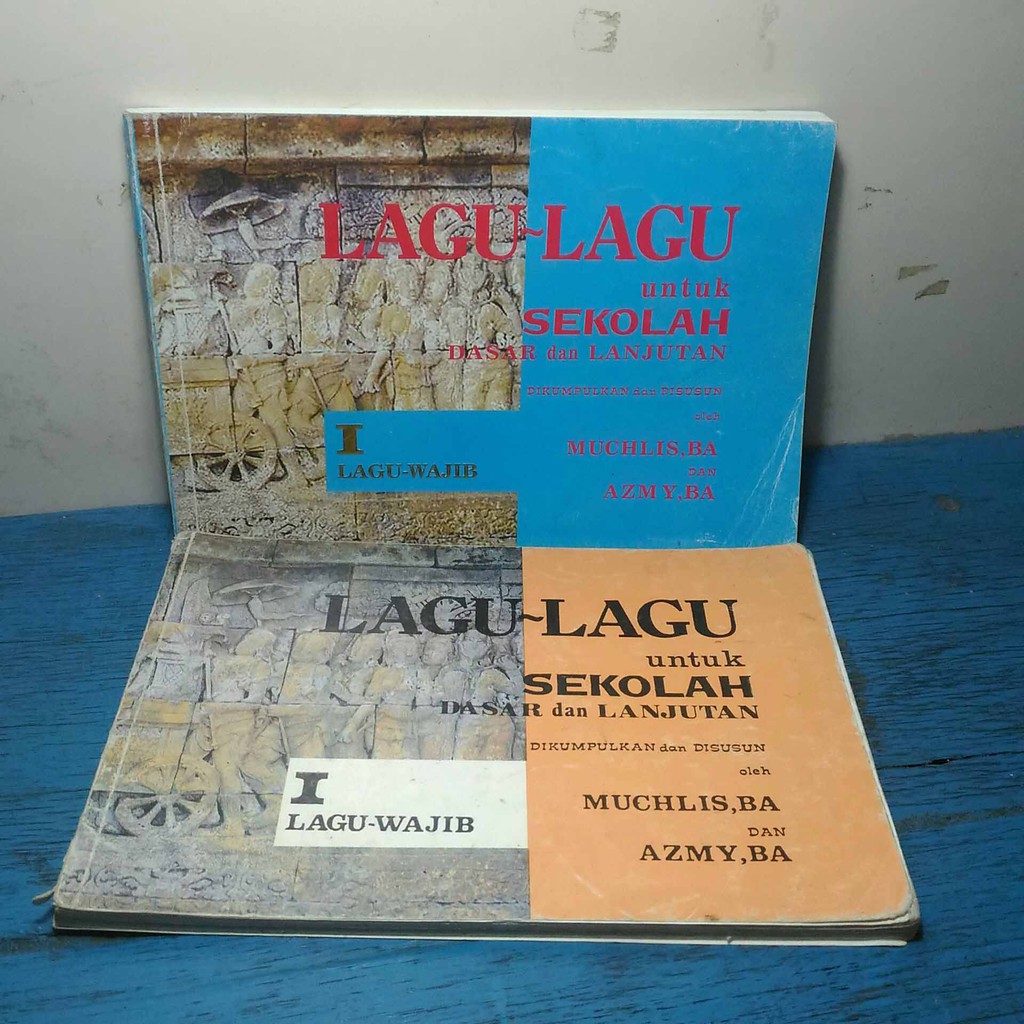 LAGU~LAGU
untuk
SEKOLAH
DASAR dan LANJUTAN
DIKUMPULKAN dan DISUSUN
oleh
MUCHLIS,BA
DAN
AZMY,BA
I
LAGU-WAJIB
LAGU~LAGU
untuk
SEKOLAH
DASAR dan LANJUTAN
DIKUMPULKAN dan DISUSUN
oleh
MUCHLIS,BA
DAN
AZMY,BA
I
LAGU-WAJIB